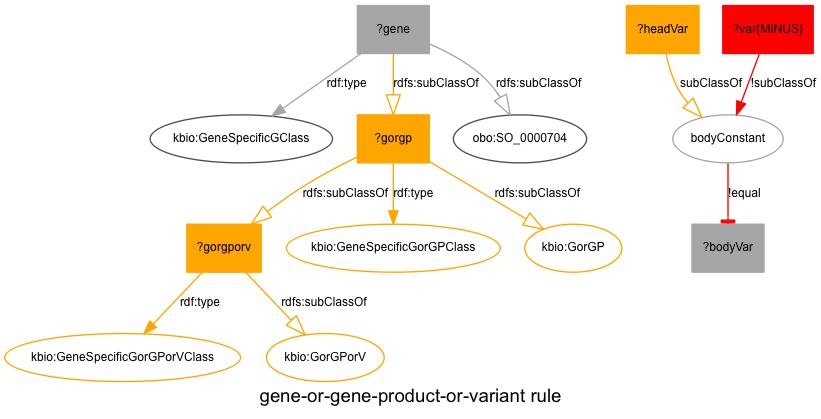 ?gene
?headVar
?var{MINUS}
rdf:type
rdfs:subClassOf
rdfs:subClassOf
subClassOf
!subClassOf
kbio:GeneSpecificGClass
?gorgp
obo:SO_0000704
bodyConstant
rdfs:subClassOf
rdf:type
rdfs:subClassOf
!equal
?gorgporv
kbio:GeneSpecificGorGPClass
kbio:GorGP
?bodyVar
rdf:type
rdfs:subClassOf
kbio:GeneSpecificGorGPorVClass
kbio:GorGPorV
gene-or-gene-product-or-variant rule